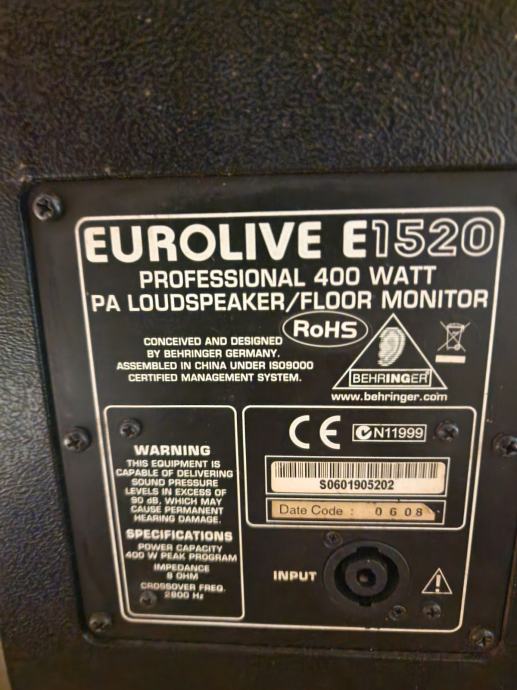 EUROLIVE E1520
PROFESSIONAL 400 WATT
PA LOUDSPEAKER/FLOOR MONITOR
CONCEIVED AND DESIGNED
BY BEHRINGER GERMANY.
ASSEMBLED IN CHINA UNDER ISO9000
CERTIFIED MANAGEMENT SYSTEM.
RoHS
BEHRINGER
www.behringer.com
WARNING
THIS EQUIPMENT IS
CAPABLE OF DELIVERING
SOUND PRESSURE
LEVELS IN EXCESS OF
90 dB, WHICH MAY
CAUSE PERMANENT
HEARING DAMAGE.
SPECIFICATIONS
POWER CAPACITY
400 W PEAK PROGRAM
IMPEDANCE
8 OHM
CROSSOVER FREQ.
2800 Hz
CE N11999
S0601905202
Date Code : 0608
INPUT